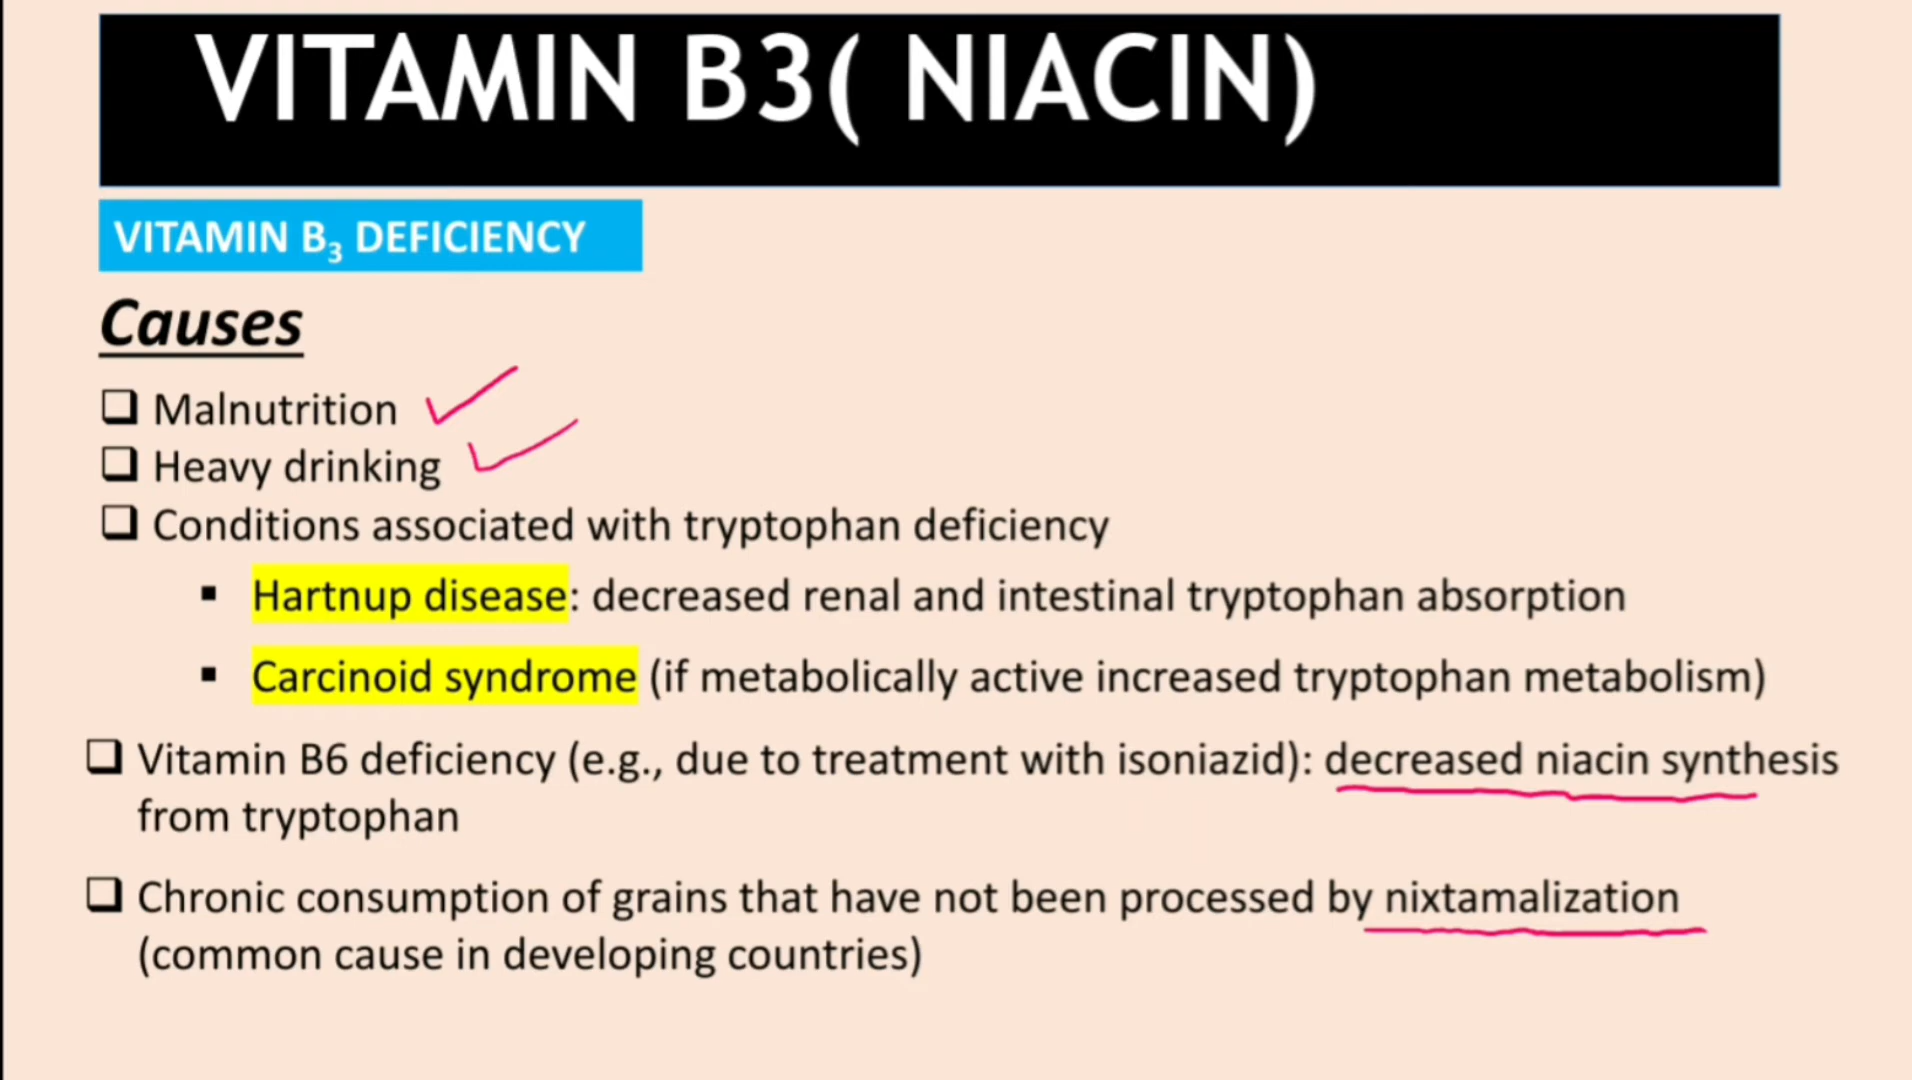 VITAMIN B3( NIACIN)
VITAMIN B3 DEFICIENCY
Causes
Malnutrition
Heavy drinking
Conditions associated with tryptophan deficiency
Hartnup disease: decreased renal and intestinal tryptophan absorption
Carcinoid syndrome (if metabolically active increased tryptophan metabolism)
Vitamin B6 deficiency (e.g., due to treatment with isoniazid): decreased niacin synthesis
from tryptophan
Chronic consumption of grains that have not been processed by nixtamalization
(common cause in developing countries)